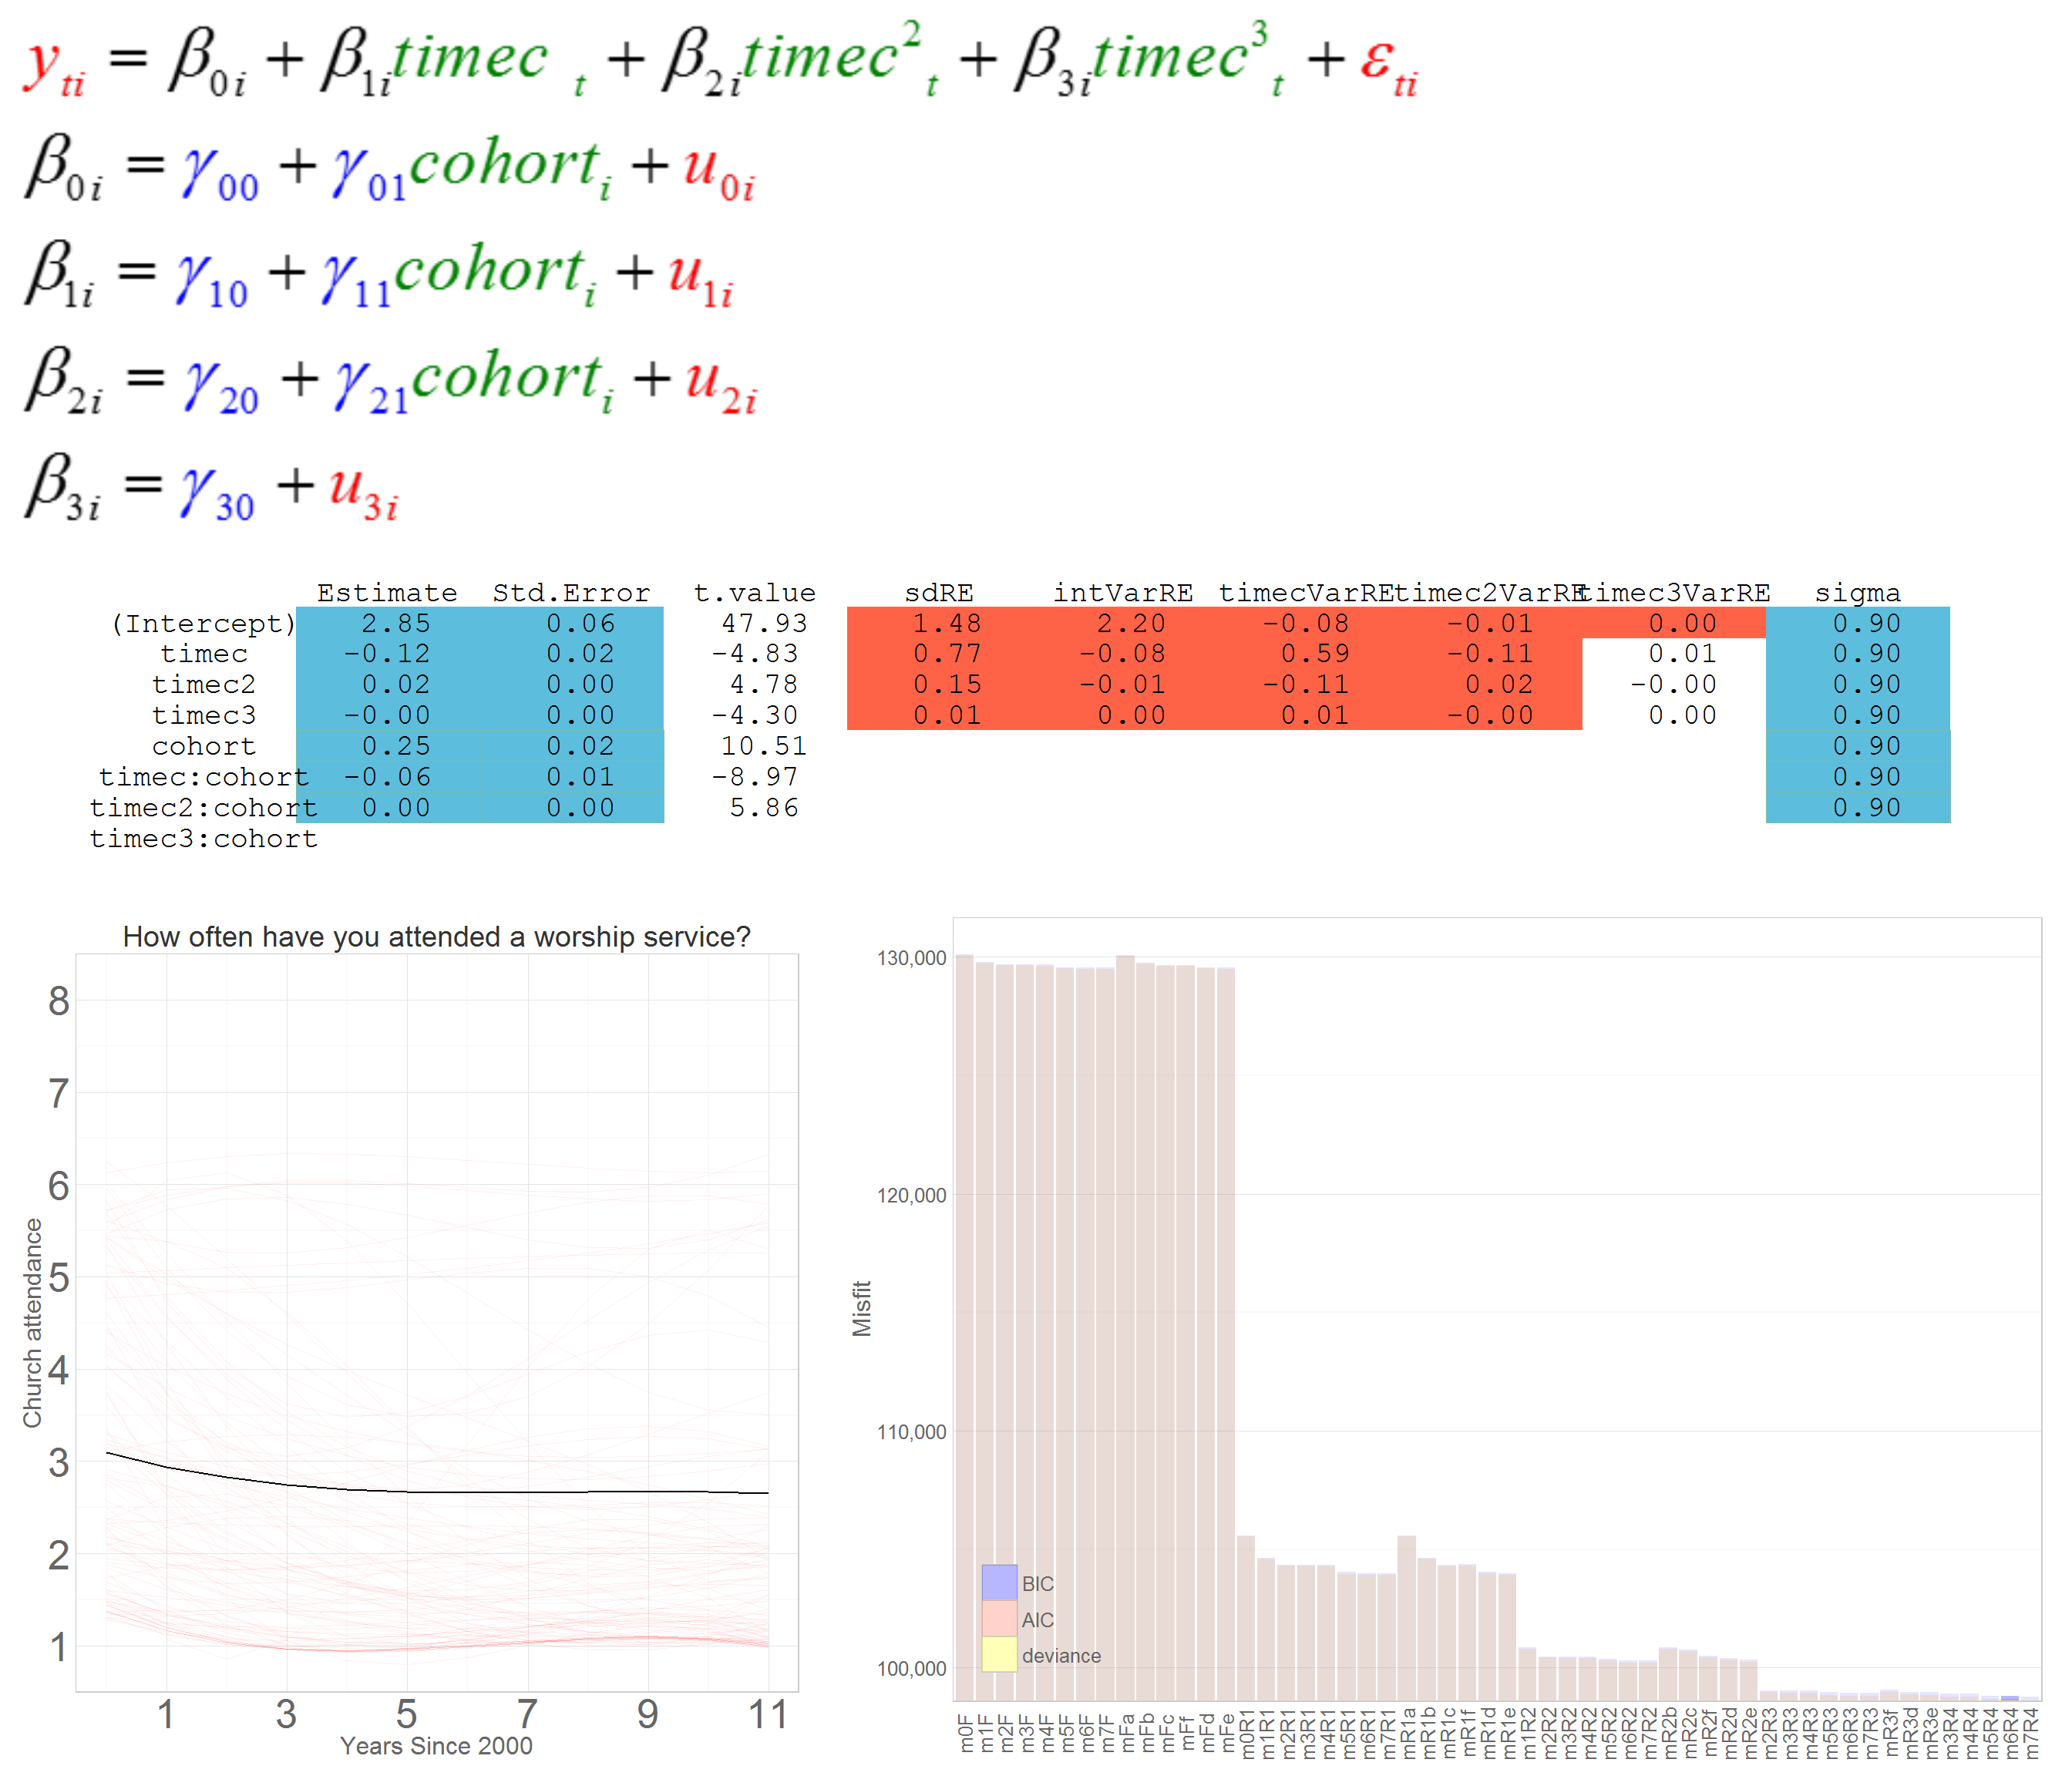 y_ti = β_0i + β_1i timec_t + β_2i timec²_t + β_3i timec³_t + ε_ti
β_0i = γ_00 + γ_01 cohort_i + u_0i
β_1i = γ_10 + γ_11 cohort_i + u_1i
β_2i = γ_20 + γ_21 cohort_i + u_2i
β_3i = γ_30 + u_3i
Estimate Std.Error t.value sdRE intVarRE timecVarRE timec2VarRE timec3VarRE sigma
(Intercept) 2.85 0.06 47.93 1.48 2.20 -0.08 -0.01 0.00 0.90
timec -0.12 0.02 -4.83 0.77 -0.08 0.59 -0.11 0.01 0.90
timec2 0.02 0.00 4.78 0.15 -0.01 -0.11 0.02 -0.00 0.90
timec3 -0.00 0.00 -4.30 0.01 0.00 0.01 -0.00 0.00 0.90
cohort 0.25 0.02 10.51 0.90
timec:cohort -0.06 0.01 -8.97 0.90
timec2:cohort 0.00 0.00 5.86 0.90
timec3:cohort
How often have you attended a worship service?
Church attendance
8
7
6
5
4
3
2
1
1 3 5 7 9 11
Years Since 2000
Misfit
130,000
120,000
110,000
100,000
BIC
AIC
deviance
m0F m1F m2F m3F m4F m5F m6F m7F mFa mFb mFc mFf mFd mFe m0R1 m1R1 m2R1 m3R1 m4R1 m5R1 m6R1 m7R1 mR1a mR1b mR1c mR1f mR1d mR1e m1R2 m2R2 m3R2 m4R2 m5R2 m6R2 m7R2 mR2b mR2c mR2f mR2d mR2e m2R3 m3R3 m4R3 m5R3 m6R3 m7R3 mR3f mR3d mR3e m3R4 m4R4 m5R4 m6R4 m7R4